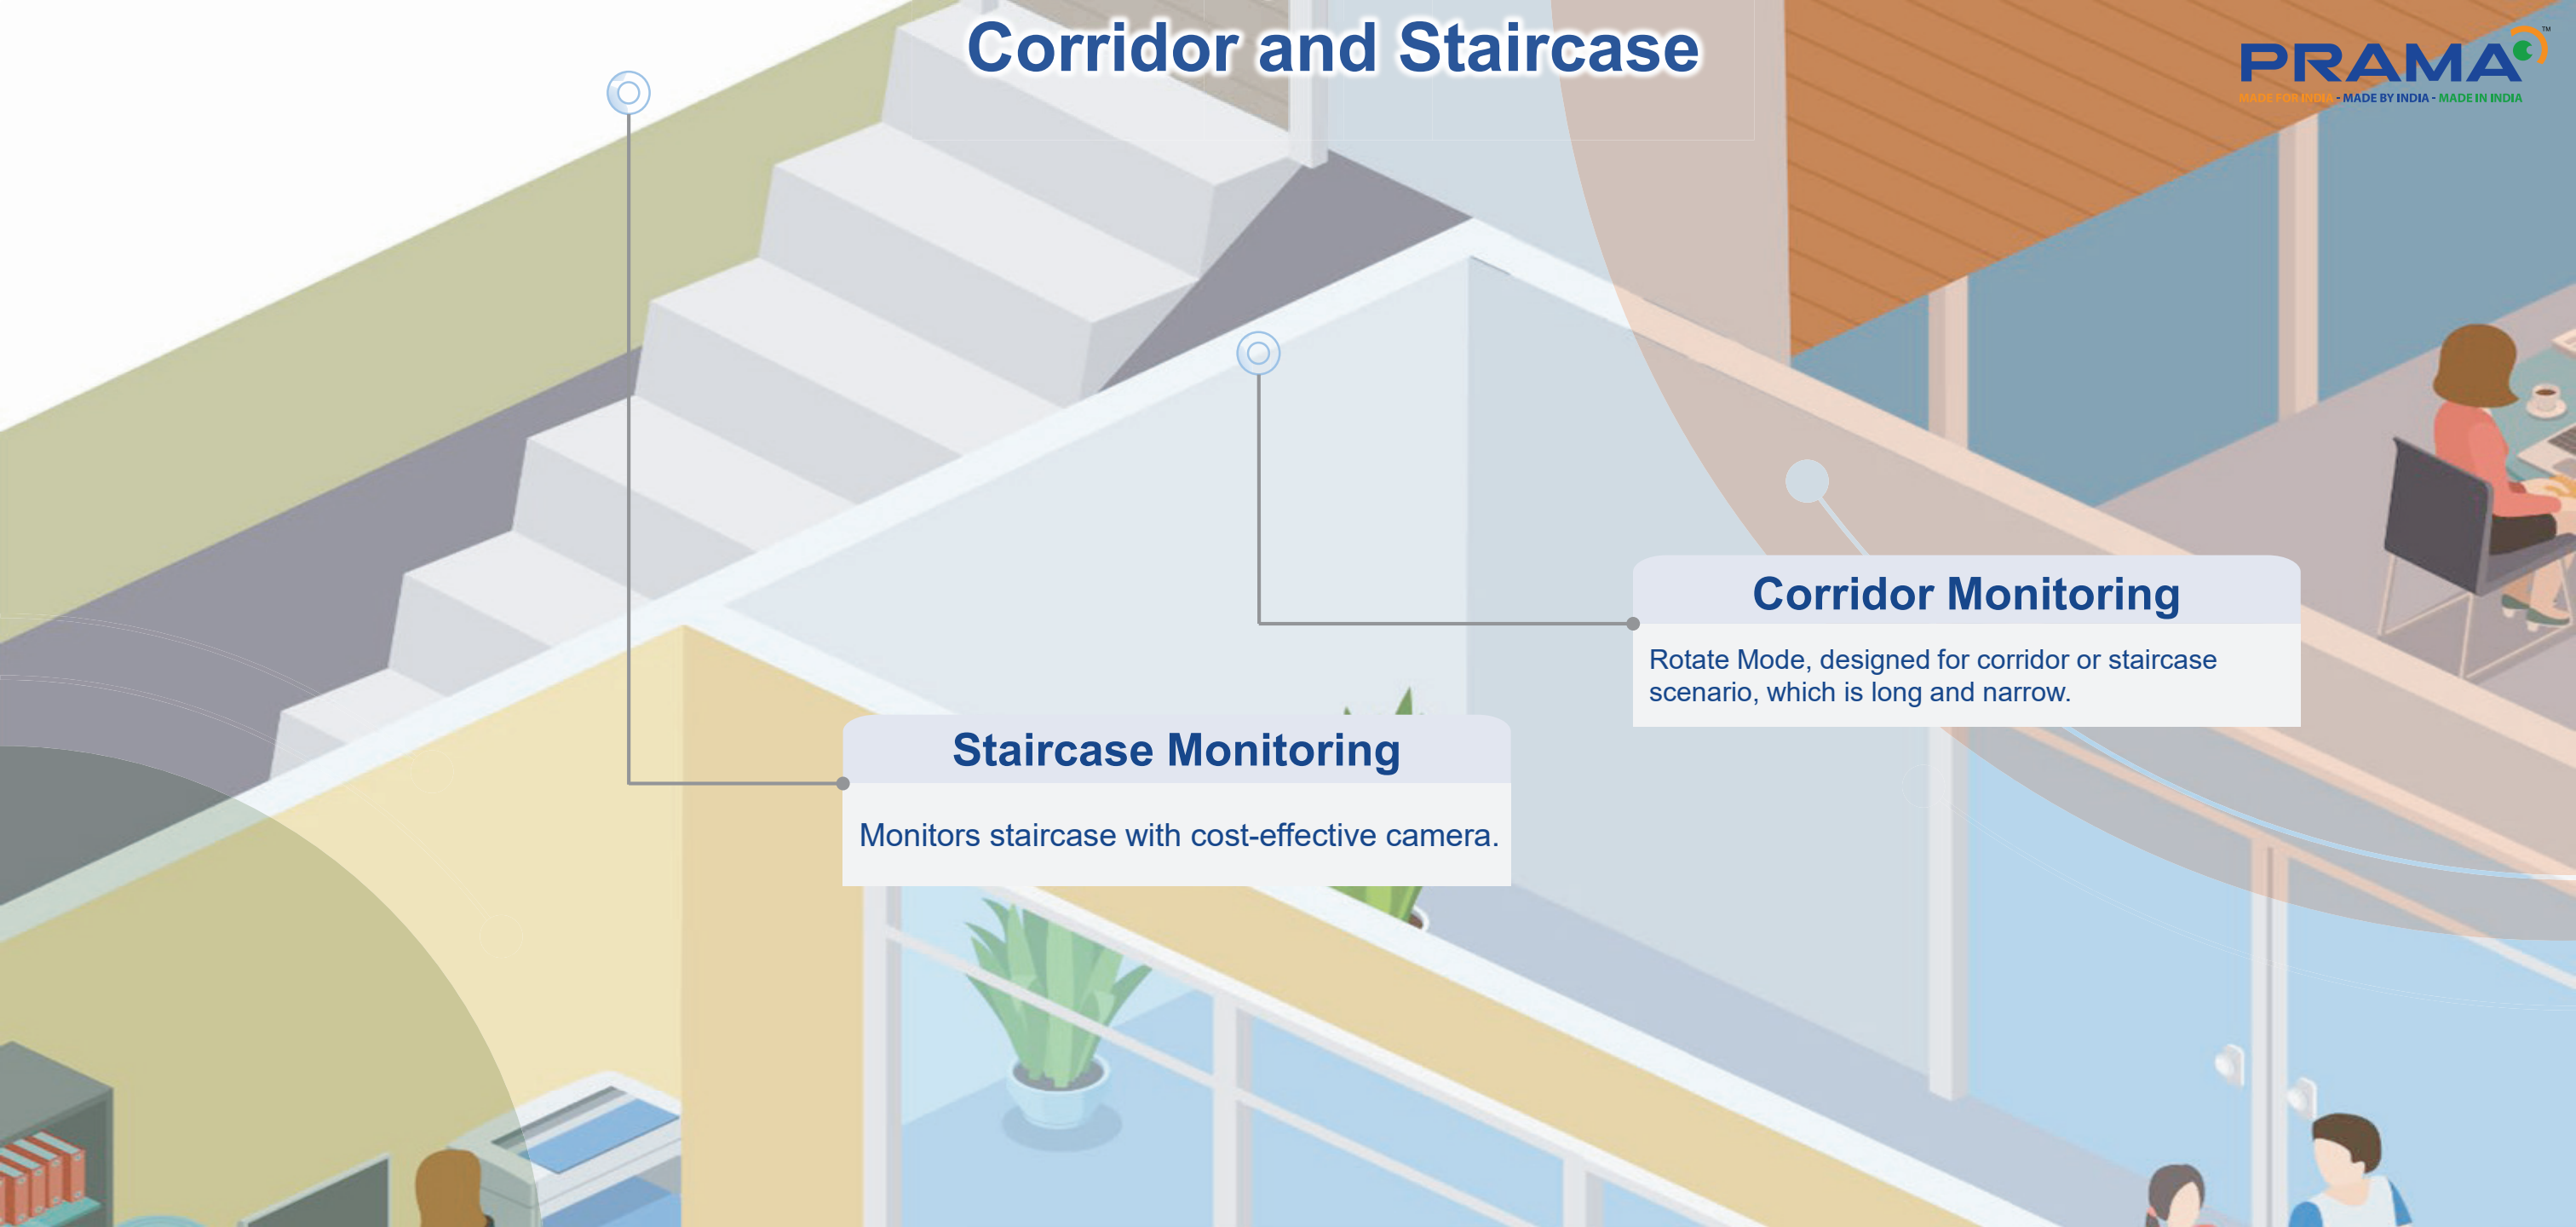 Corridor and Staircase
PRAMA
TM
MADE FOR INDIA - MADE BY INDIA - MADE IN INDIA
Corridor Monitoring
Rotate Mode, designed for corridor or staircase
scenario, which is long and narrow.
Staircase Monitoring
Monitors staircase with cost-effective camera.